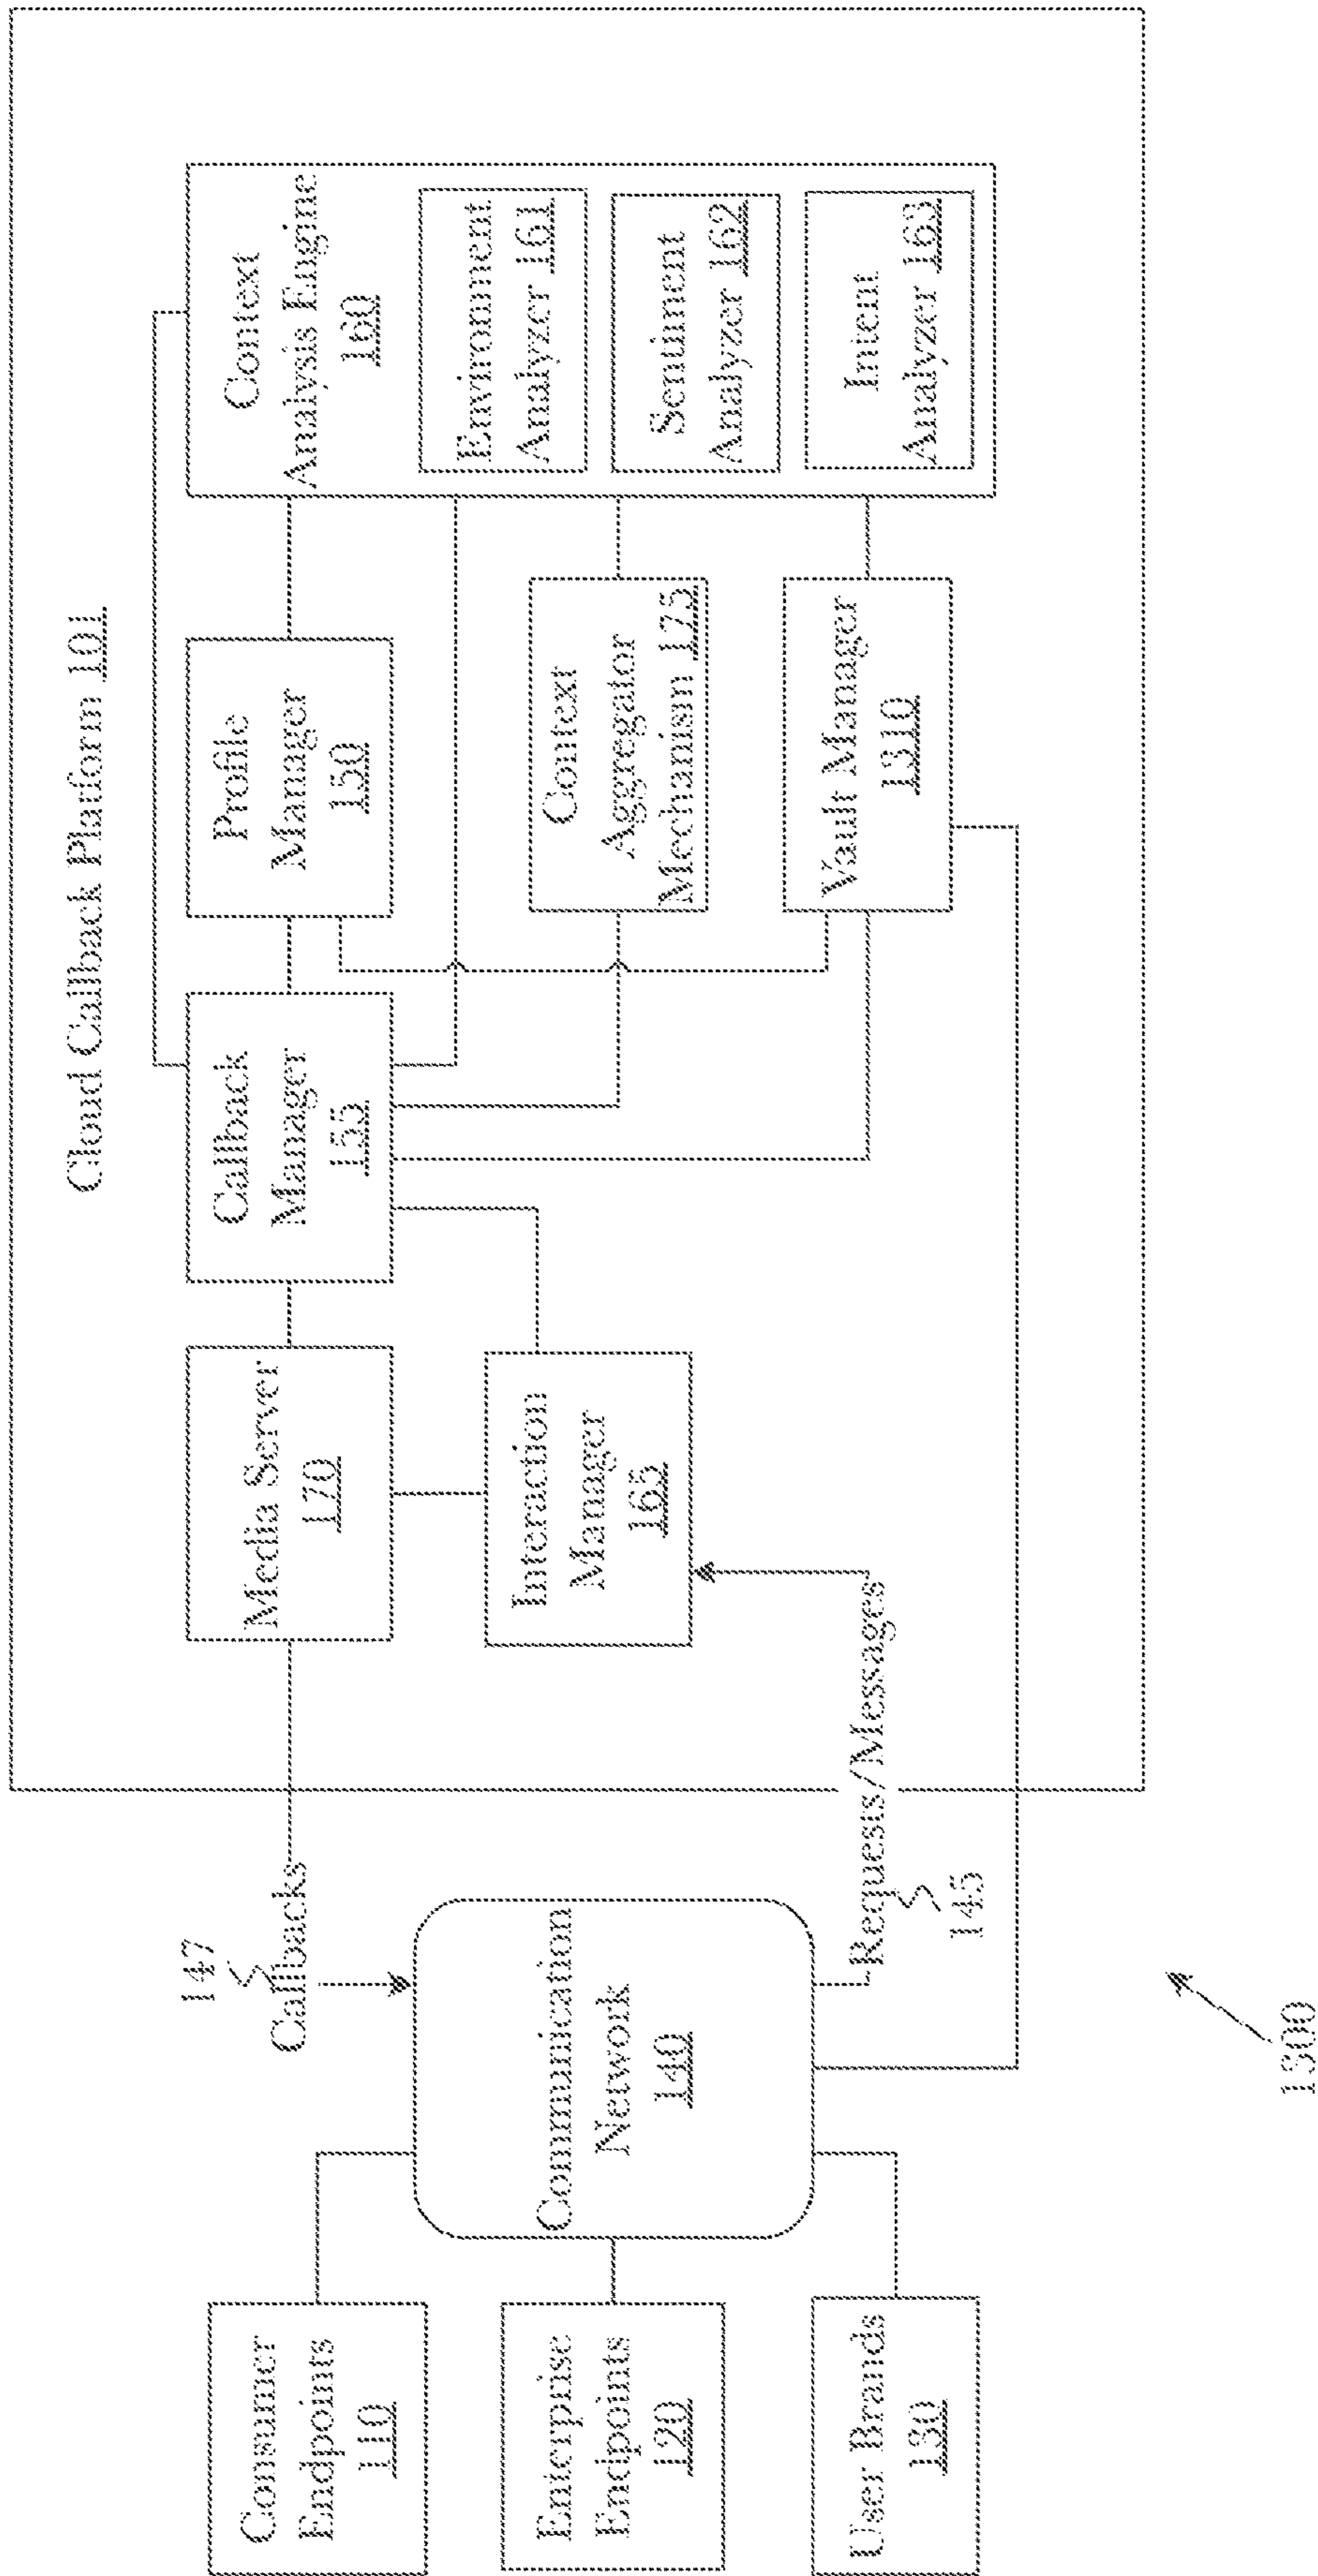 Cloud Callback Platform 101
Consumer
Endpoints
110
Enterprise
Endpoints
120
User Brands
130
147
Callbacks
Communication
Network
140
Requests/Messages
145
Media Server
170
Interaction
Manager
165
Callback
Manager
155
Profile
Manager
150
Context
Aggregator
Mechanism 175
Vault Manager
1310
Context
Analysis Engine
160
Environment
Analyzer 161
Sentiment
Analyzer 162
Intent
Analyzer 163
1300